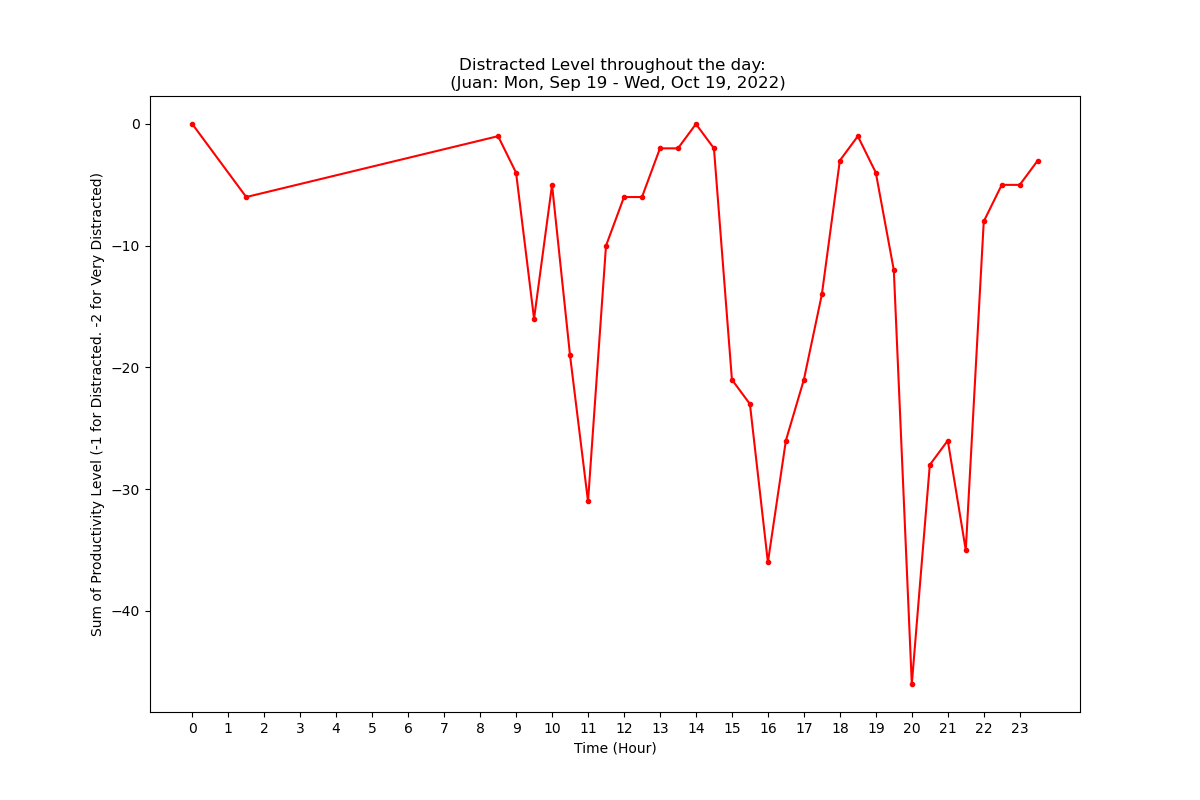 Distracted Level throughout the day:
(Juan: Mon, Sep 19 - Wed, Oct 19, 2022)
Sum of Productivity Level (-1 for Distracted. -2 for Very Distracted)
0
−10
−20
−30
−40
0 1 2 3 4 5 6 7 8 9 10 11 12 13 14 15 16 17 18 19 20 21 22 23
Time (Hour)